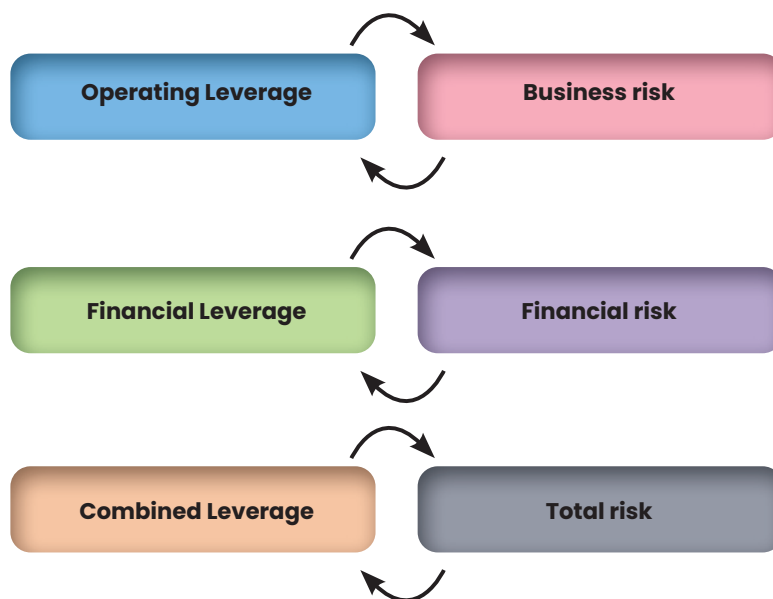 Operating Leverage
Business risk
Financial Leverage
Financial risk
Combined Leverage
Total risk